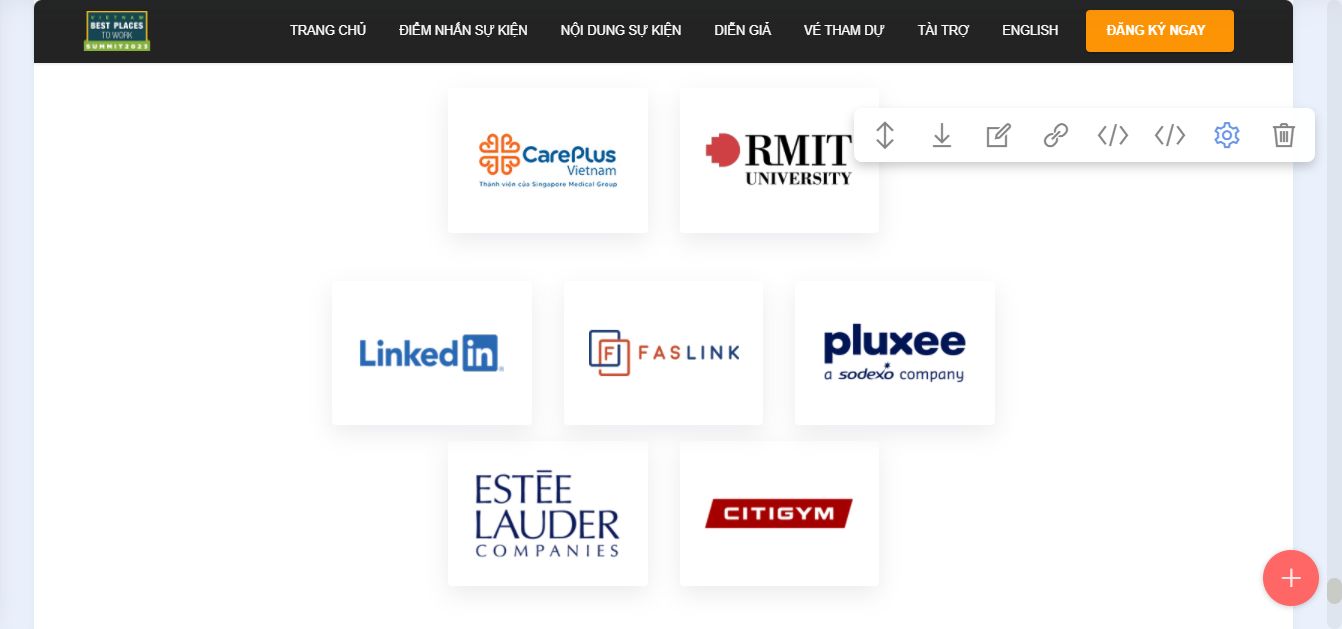 VIETNAM
BEST PLACES
TO WORK
SUMMIT2023
TRANG CHỦ ĐIỂM NHẤN SỰ KIỆN NỘI DUNG SỰ KIỆN DIỄN GIẢ VÉ THAM DỰ TÀI TRỢ ENGLISH ĐĂNG KÝ NGAY
CarePlus
Vietnam
Thành viên của Singapore Medical Group
RMIT
UNIVERSITY
Linked in
F FASLINK
pluxee
a sodexo company
ESTĒE
LAUDER
COMPANIES
CITIGYM